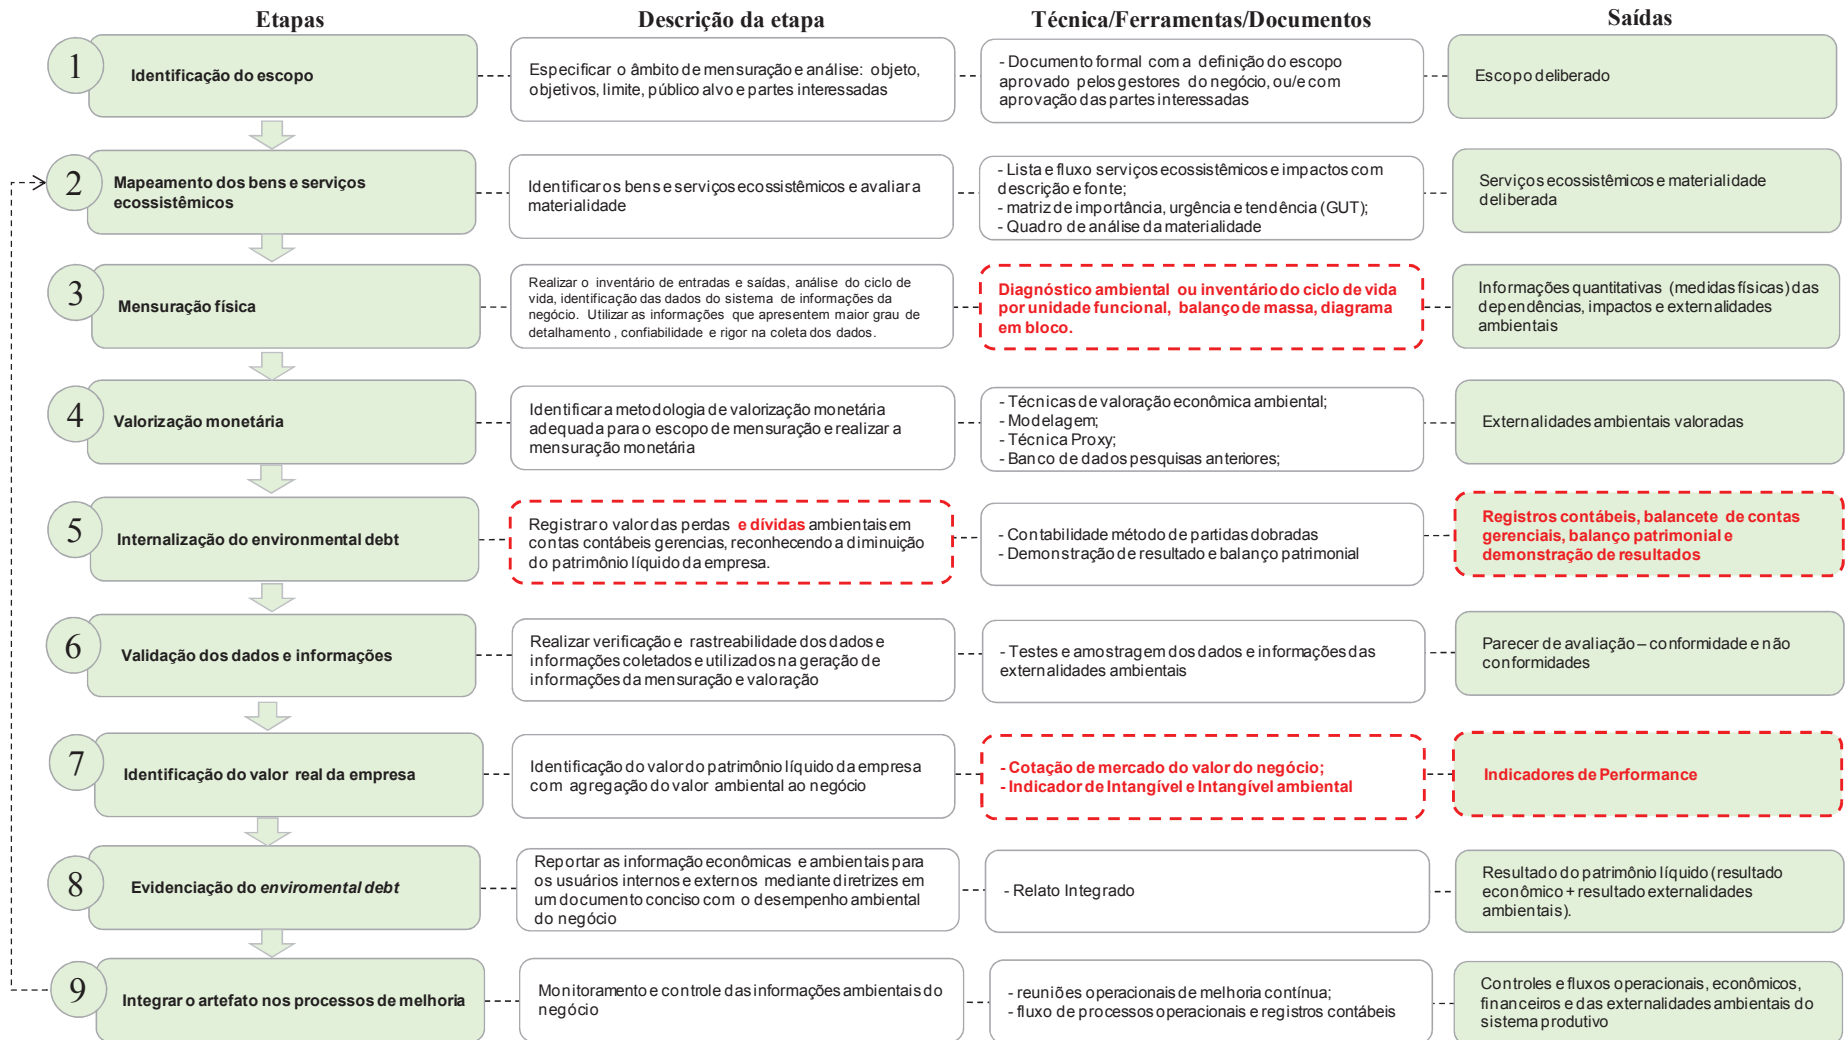 Etapas
Descrição da etapa
Técnica/Ferramentas/Documentos
Saídas
1
Identificação do escopo
Especificar o âmbito de mensuração e análise: objeto,
objetivos, limite, público alvo e partes interessadas
- Documento formal com a definição do escopo
aprovado pelos gestores do negócio, ou/e com
aprovação das partes interessadas
Escopo deliberado
2
Mapeamento dos bens e serviços
ecossistêmicos
Identificar os bens e serviços ecossistêmicos e avaliar a
materialidade
- Lista e fluxo serviços ecossistêmicos e impactos com
descrição e fonte;
- matriz de importância, urgência e tendência (GUT);
- Quadro de análise da materialidade
Serviços ecossistêmicos e materialidade
deliberada
3
Mensuração física
Realizar o inventário de entradas e saídas, análise do ciclo de
vida, identificação das dados do sistema de informações da
negócio. Utilizar as informações que apresentem maior grau de
detalhamento , confiabilidade e rigor na coleta dos dados.
Diagnóstico ambiental ou inventário do ciclo de vida
por unidade funcional, balanço de massa, diagrama
em bloco.
Informações quantitativas (medidas físicas) das
dependências, impactos e externalidades
ambientais
4
Valorização monetária
Identificar a metodologia de valorização monetária
adequada para o escopo de mensuração e realizar a
mensuração monetária
- Técnicas de valoração econômica ambiental;
- Modelagem;
- Técnica Proxy;
- Banco de dados pesquisas anteriores;
Externalidades ambientais valoradas
5
Internalização do environmental debt
Registrar o valor das perdas e dívidas ambientais em
contas contábeis gerencias, reconhecendo a diminuição
do patrimônio líquido da empresa.
- Contabilidade método de partidas dobradas
- Demonstração de resultado e balanço patrimonial
Registros contábeis, balancete de contas
gerenciais, balanço patrimonial e
demonstração de resultados
6
Validação dos dados e informações
Realizar verificação e rastreabilidade dos dados e
informações coletados e utilizados na geração de
informações da mensuração e valoração
- Testes e amostragem dos dados e informações das
externalidades ambientais
Parecer de avaliação – conformidade e não
conformidades
7
Identificação do valor real da empresa
Identificação do valor do patrimônio líquido da empresa
com agregação do valor ambiental ao negócio
- Cotação de mercado do valor do negócio;
- Indicador de Intangível e Intangível ambiental
Indicadores de Performance
8
Evidenciação do enviromental debt
Reportar as informação econômicas e ambientais para
os usuários internos e externos mediante diretrizes em
um documento conciso com o desempenho ambiental
do negócio
- Relato Integrado
Resultado do patrimônio líquido (resultado
econômico + resultado externalidades
ambientais).
9
Integrar o artefato nos processos de melhoria
Monitoramento e controle das informações ambientais do
negócio
- reuniões operacionais de melhoria contínua;
- fluxo de processos operacionais e registros contábeis
Controles e fluxos operacionais, econômicos,
financeiros e das externalidades ambientais do
sistema produtivo